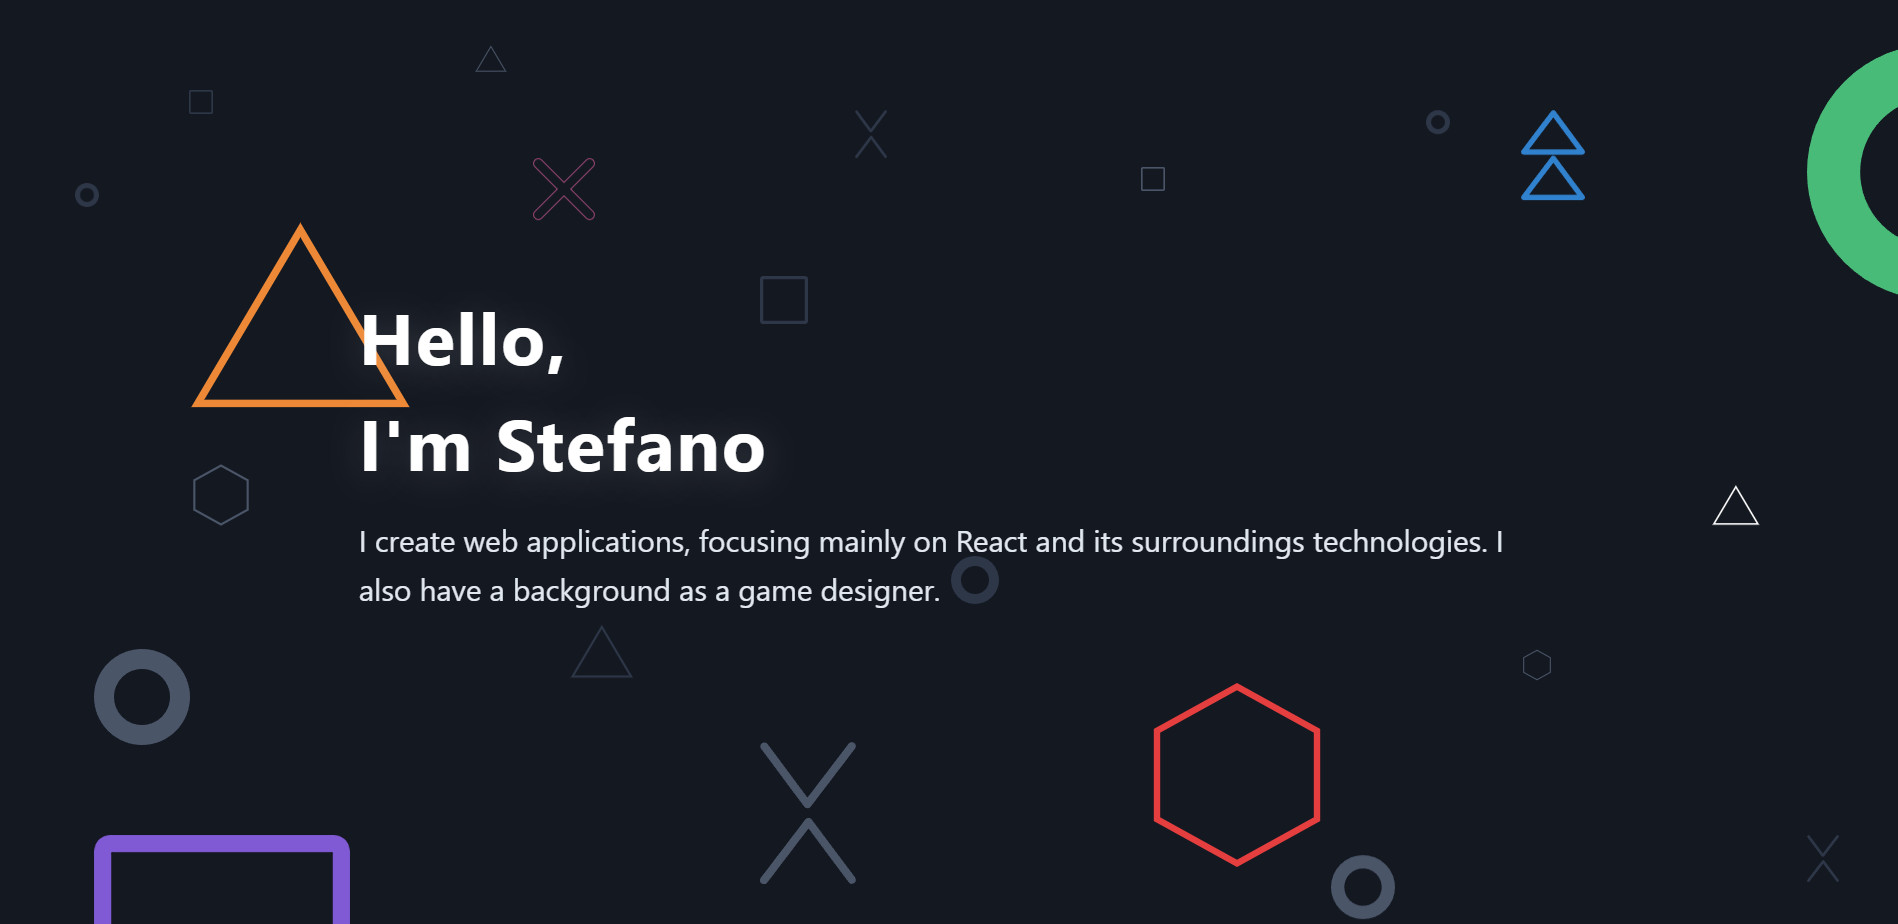 Hello,
I'm Stefano
I create web applications, focusing mainly on React and its surroundings technologies. I
also have a background as a game designer.